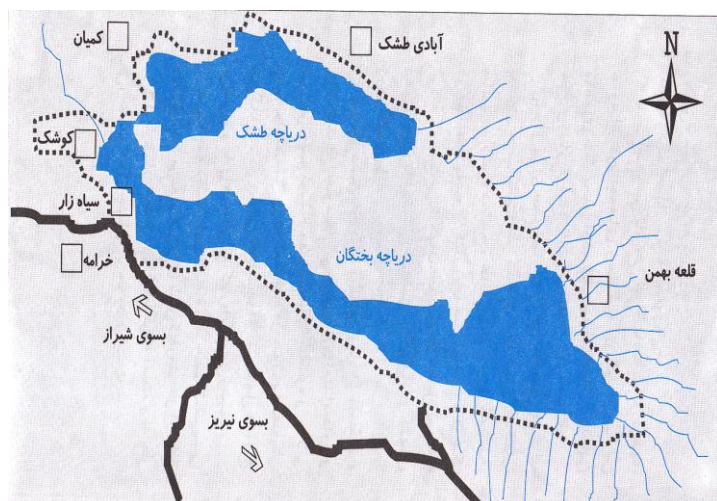 کمیان
آبادی طشک
N
دریاچه طشک
کوشک
سیاه زار
خرامه
دریاچه بختگان
قلعه بهمن
بسوی شیراز
بسوی نیریز